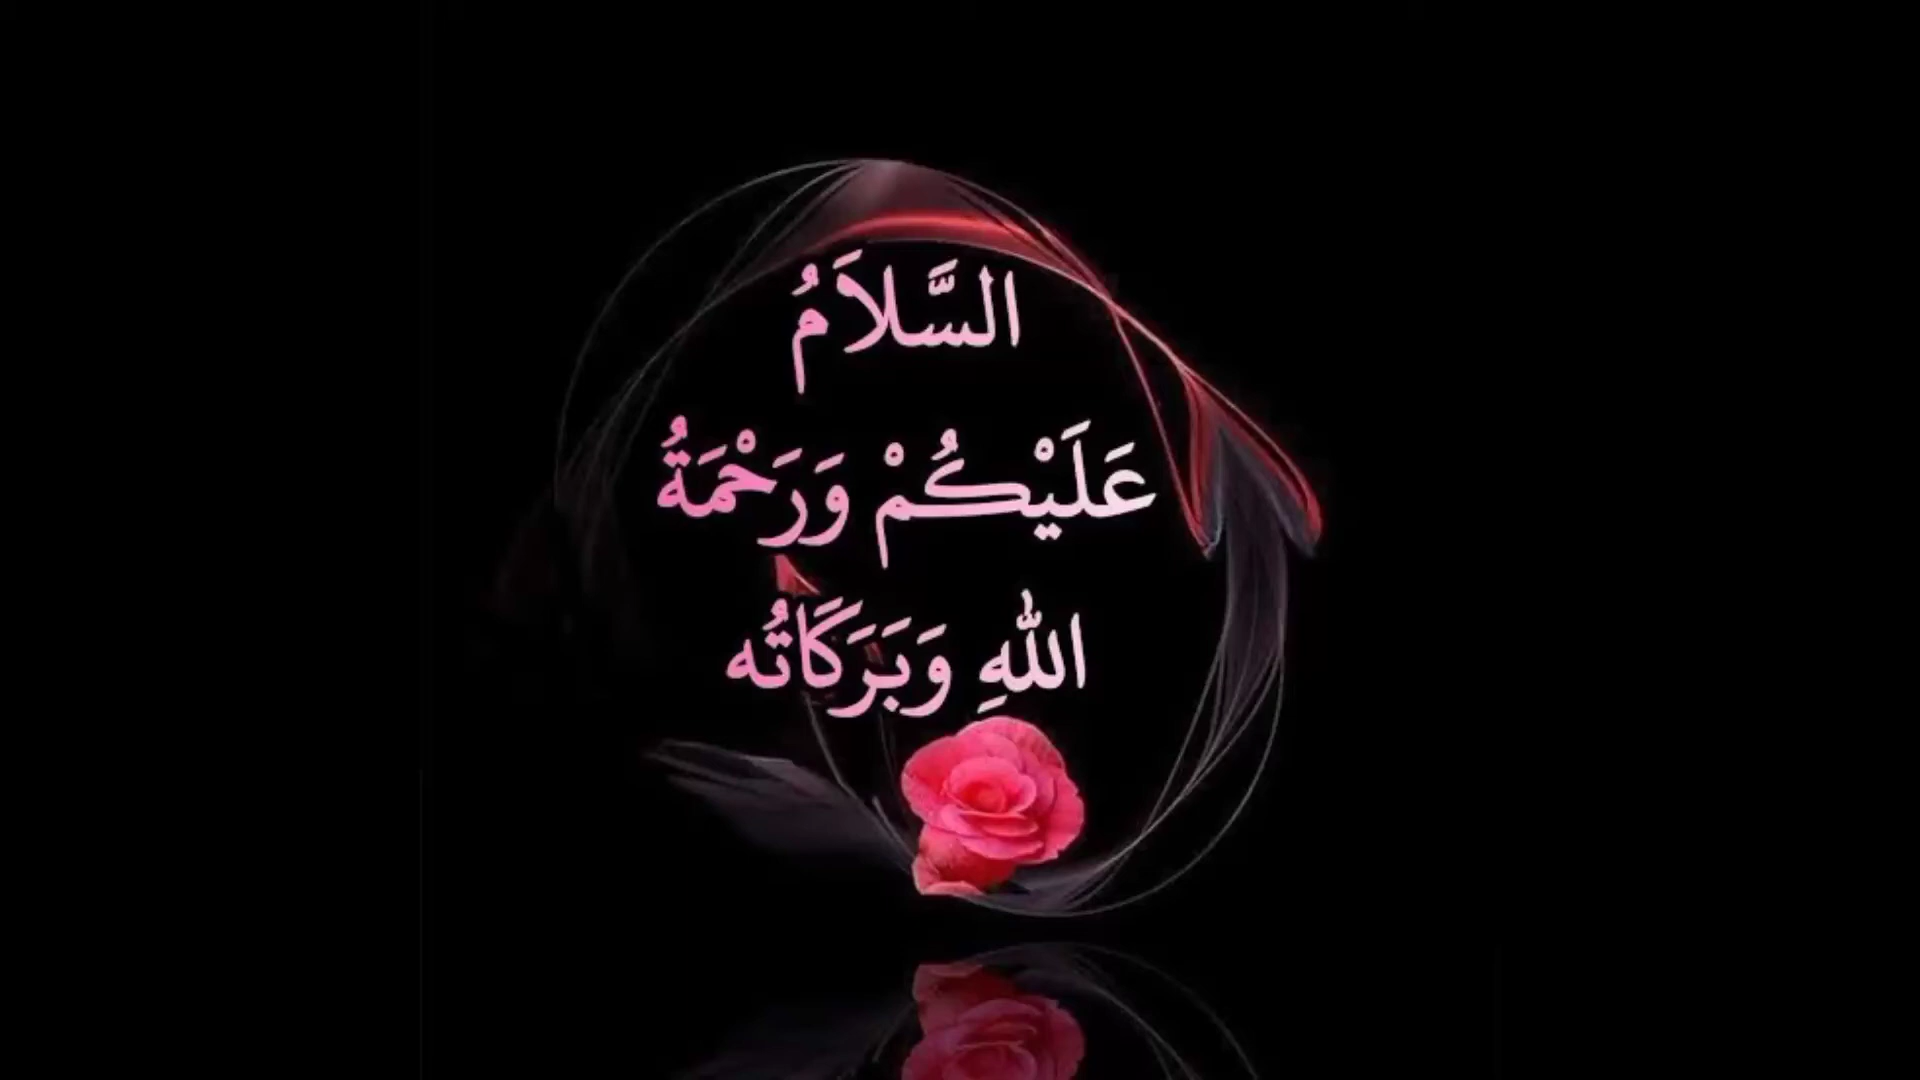 السَّلاَمُ
عَلَيْكُمْ وَرَحْمَةُ
اللهِ وَبَرَكَاتُه